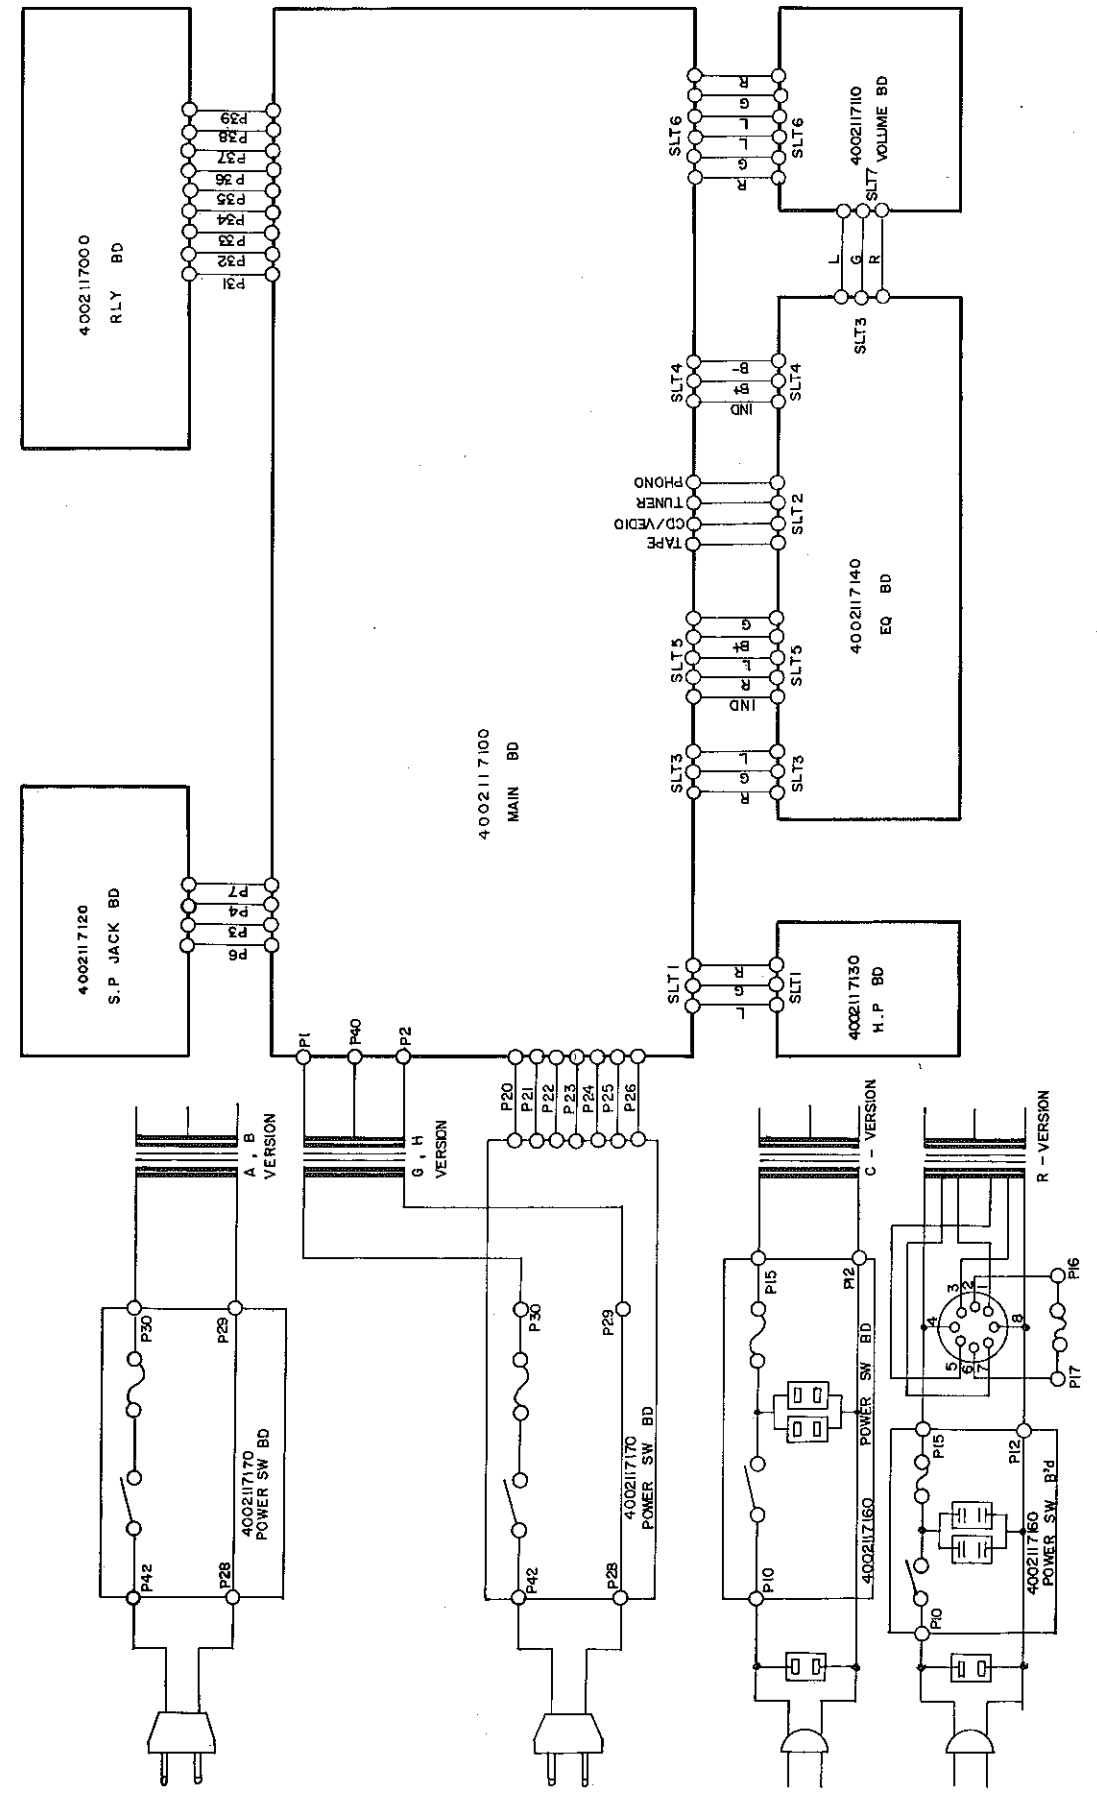 4002117000
RLY BD
P39
P38
P37
P36
P35
P34
P33
P32
P31
4002117120
S.P JACK BD
P7
P4
P3
P6
4002117100
MAIN BD
SLT6
R
G
L
L
G
R
SLT6
4002117110
VOLUME BD
SLT7
L
G
R
SLT3
SLT4
B-
B+
IND
SLT4
PHONO
TUNER
CD/VEDIO
TAPE
SLT2
4002117140
EQ BD
SLT5
G
B+
L
R
IND
SLT5
SLT3
L
G
R
SLT3
SLT1
R
G
L
SLT1
4002117130
H.P BD
P1
P40
P2
P20
P21
P22
P23
P24
P25
P26
A , B
VERSION
G , H
VERSION
C - VERSION
R - VERSION
P30
P29
4002117170
POWER SW BD
P42
P28
P30
P29
4002117170
POWER SW BD
P42
P28
P15
P12
4002117160 POWER SW BD
P10
1
2
3
4
5
6
7
8
P16
P17
P15
P12
4002117160
POWER SW B'd
P10